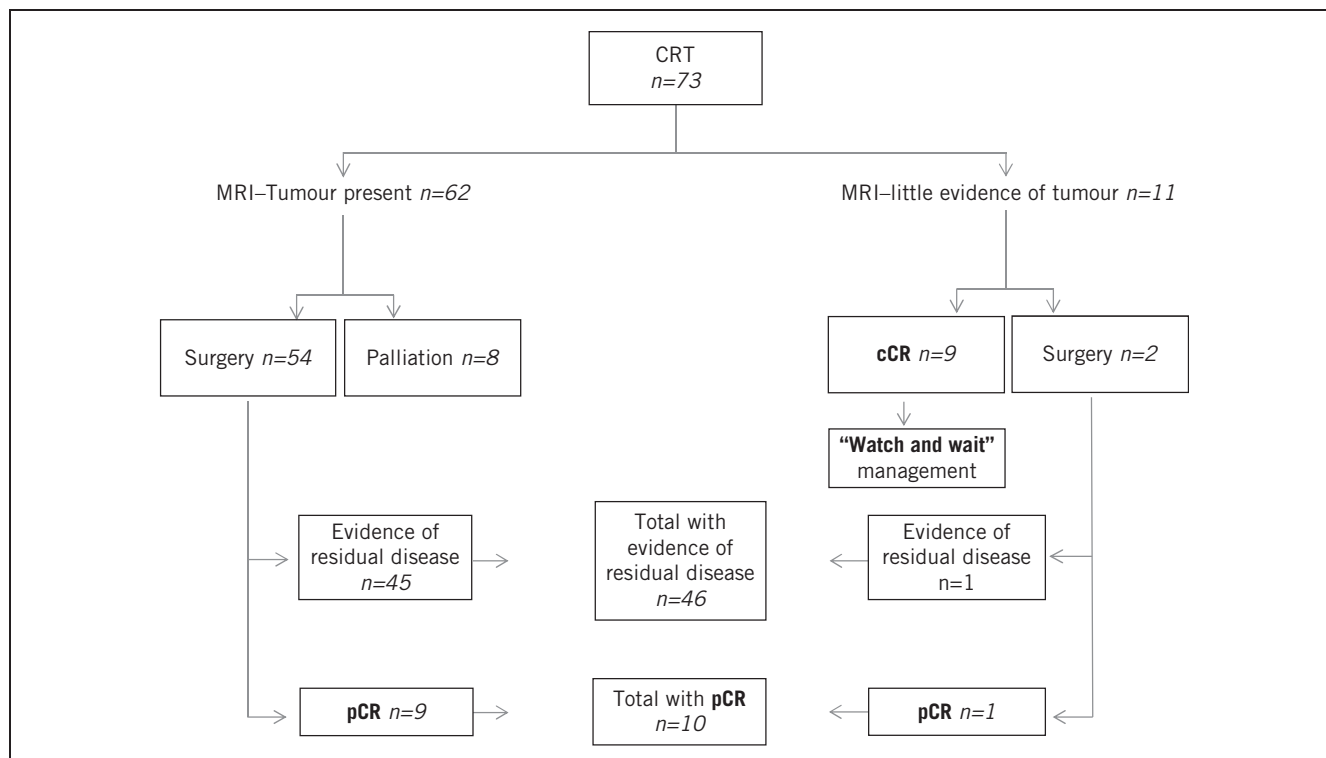 CRT
n=73
MRI–Tumour present n=62
MRI–little evidence of tumour n=11
Surgery n=54
Palliation n=8
cCR n=9
Surgery n=2
“Watch and wait”
management
Evidence of
residual disease
n=45
Total with
evidence of
residual disease
n=46
Evidence of
residual disease
n=1
pCR n=9
Total with pCR
n=10
pCR n=1